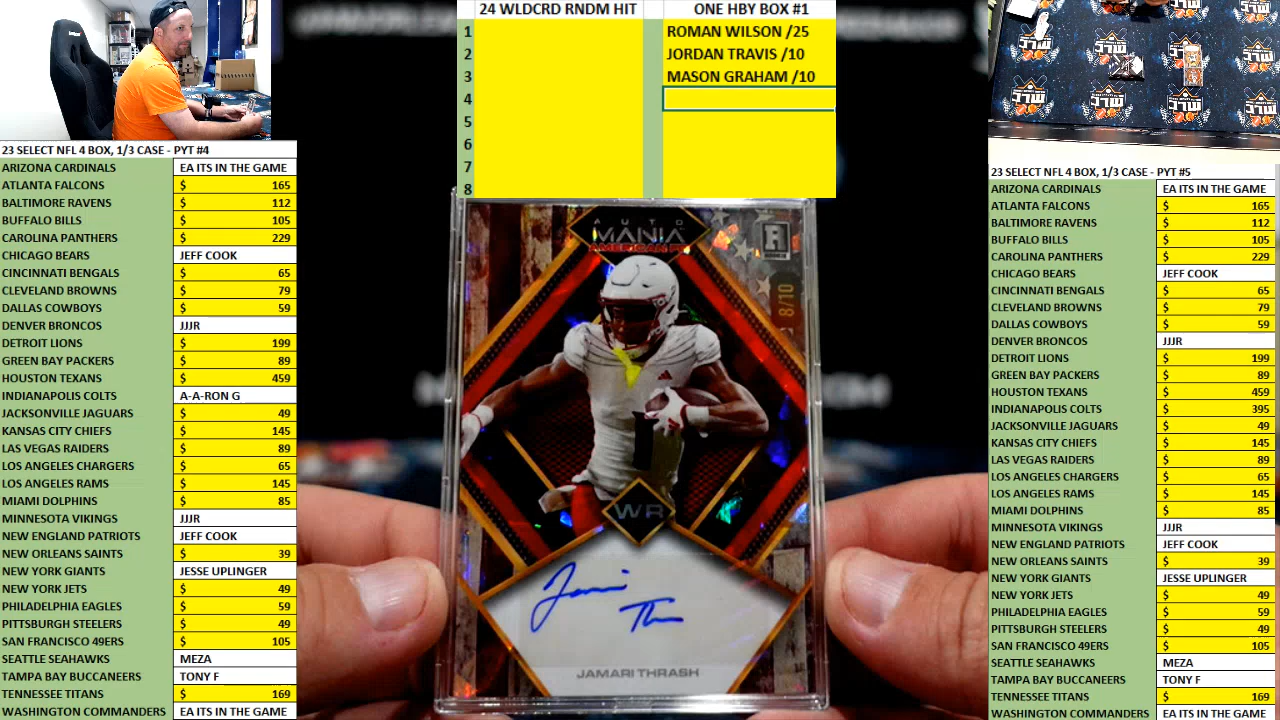 24 WLDCRD RNDM HIT ONE HBY BOX #1
1 ROMAN WILSON /25
2 JORDAN TRAVIS /10
3 MASON GRAHAM /10
4
5
6
7
8
23 SELECT NFL 4 BOX, 1/3 CASE - PYT #4
ARIZONA CARDINALS EA ITS IN THE GAME
ATLANTA FALCONS $ 165
BALTIMORE RAVENS $ 112
BUFFALO BILLS $ 105
CAROLINA PANTHERS $ 229
CHICAGO BEARS JEFF COOK
CINCINNATI BENGALS $ 65
CLEVELAND BROWNS $ 79
DALLAS COWBOYS $ 59
DENVER BRONCOS JJJR
DETROIT LIONS $ 199
GREEN BAY PACKERS $ 89
HOUSTON TEXANS $ 459
INDIANAPOLIS COLTS A-A-RON G
JACKSONVILLE JAGUARS $ 49
KANSAS CITY CHIEFS $ 145
LAS VEGAS RAIDERS $ 89
LOS ANGELES CHARGERS $ 65
LOS ANGELES RAMS $ 145
MIAMI DOLPHINS $ 85
MINNESOTA VIKINGS JJJR
NEW ENGLAND PATRIOTS JEFF COOK
NEW ORLEANS SAINTS $ 39
NEW YORK GIANTS JESSE UPLINGER
NEW YORK JETS $ 49
PHILADELPHIA EAGLES $ 59
PITTSBURGH STEELERS $ 49
SAN FRANCISCO 49ERS $ 105
SEATTLE SEAHAWKS MEZA
TAMPA BAY BUCCANEERS TONY F
TENNESSEE TITANS $ 169
WASHINGTON COMMANDERS EA ITS IN THE GAME
AUTO
MANIA
8/10
1
WR
JAMARI THRASH
23 SELECT NFL 4 BOX, 1/3 CASE - PYT #5
ARIZONA CARDINALS EA ITS IN THE GAME
ATLANTA FALCONS $ 165
BALTIMORE RAVENS $ 112
BUFFALO BILLS $ 105
CAROLINA PANTHERS $ 229
CHICAGO BEARS JEFF COOK
CINCINNATI BENGALS $ 65
CLEVELAND BROWNS $ 79
DALLAS COWBOYS $ 59
DENVER BRONCOS JJJR
DETROIT LIONS $ 199
GREEN BAY PACKERS $ 89
HOUSTON TEXANS $ 459
INDIANAPOLIS COLTS $ 395
JACKSONVILLE JAGUARS $ 49
KANSAS CITY CHIEFS $ 145
LAS VEGAS RAIDERS $ 89
LOS ANGELES CHARGERS $ 65
LOS ANGELES RAMS $ 145
MIAMI DOLPHINS $ 85
MINNESOTA VIKINGS JJJR
NEW ENGLAND PATRIOTS JEFF COOK
NEW ORLEANS SAINTS $ 39
NEW YORK GIANTS JESSE UPLINGER
NEW YORK JETS $ 49
PHILADELPHIA EAGLES $ 59
PITTSBURGH STEELERS $ 49
SAN FRANCISCO 49ERS $ 105
SEATTLE SEAHAWKS MEZA
TAMPA BAY BUCCANEERS TONY F
TENNESSEE TITANS $ 169
WASHINGTON COMMANDERS EA ITS IN THE GAME